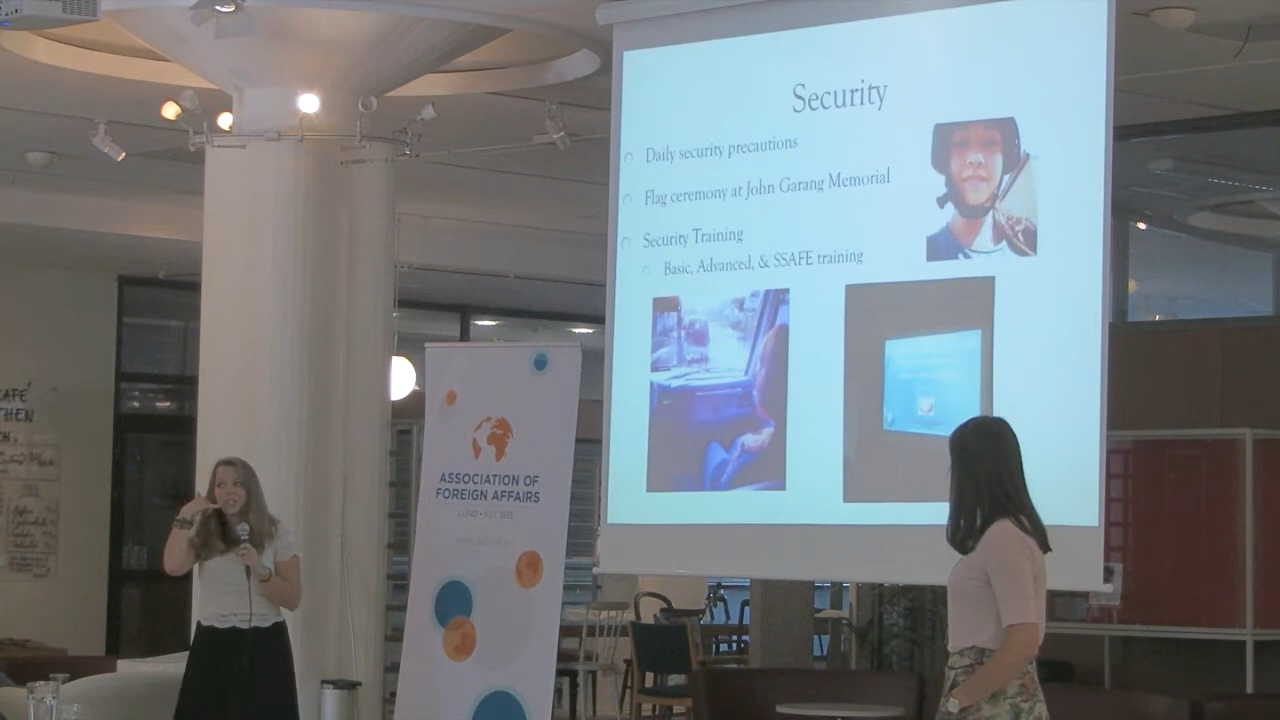 Security
Daily security precautions
Flag ceremony at John Garang Memorial
Security Training
Basic, Advanced, & SSAFE training
ASSOCIATION OF
FOREIGN AFFAIRS
LUND • EST 1935
CAFÉ